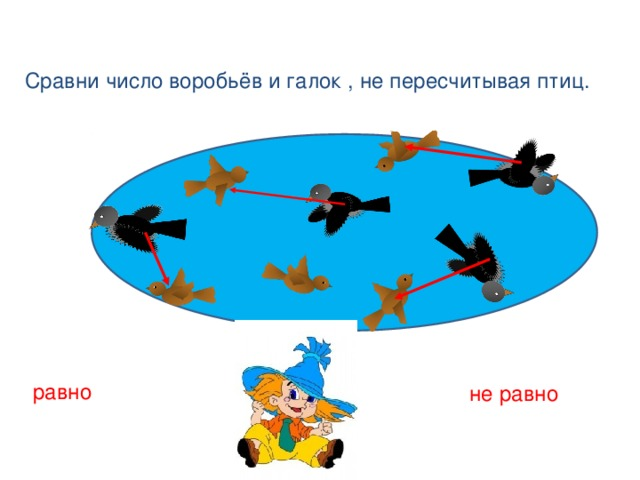 Сравни число воробьёв и галок , не пересчитывая птиц.
равно
не равно